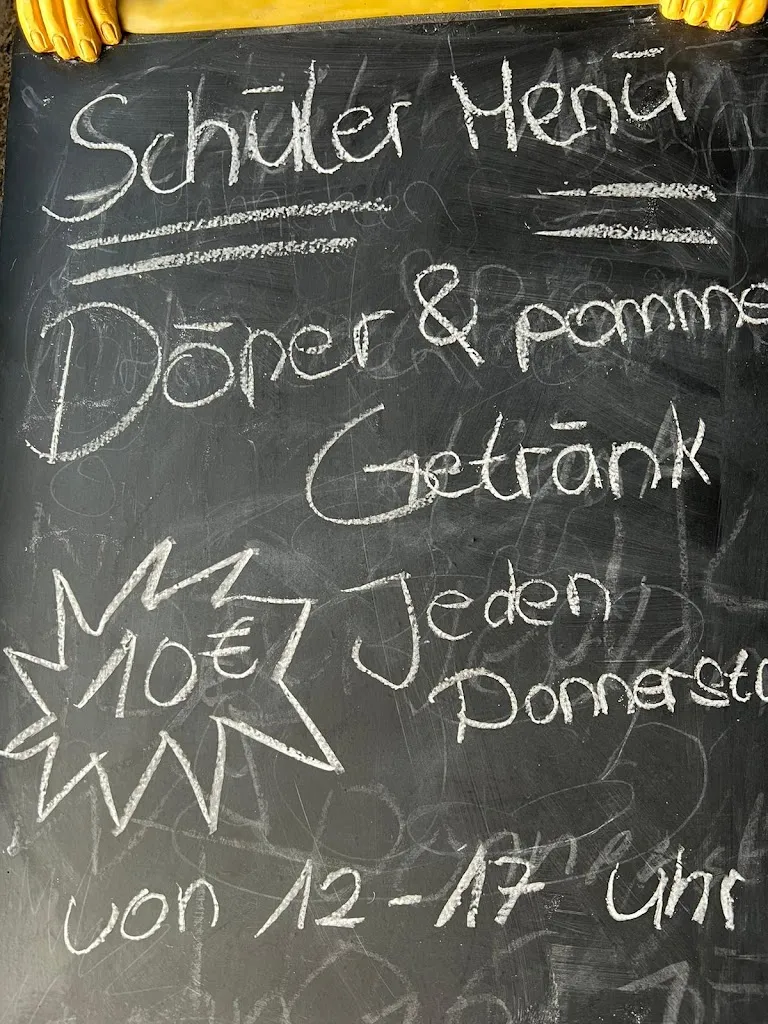 Schüler Menü
Döner & pomme
Getränk
10€
Jeden
Donnersta
von 12-17 Uhr